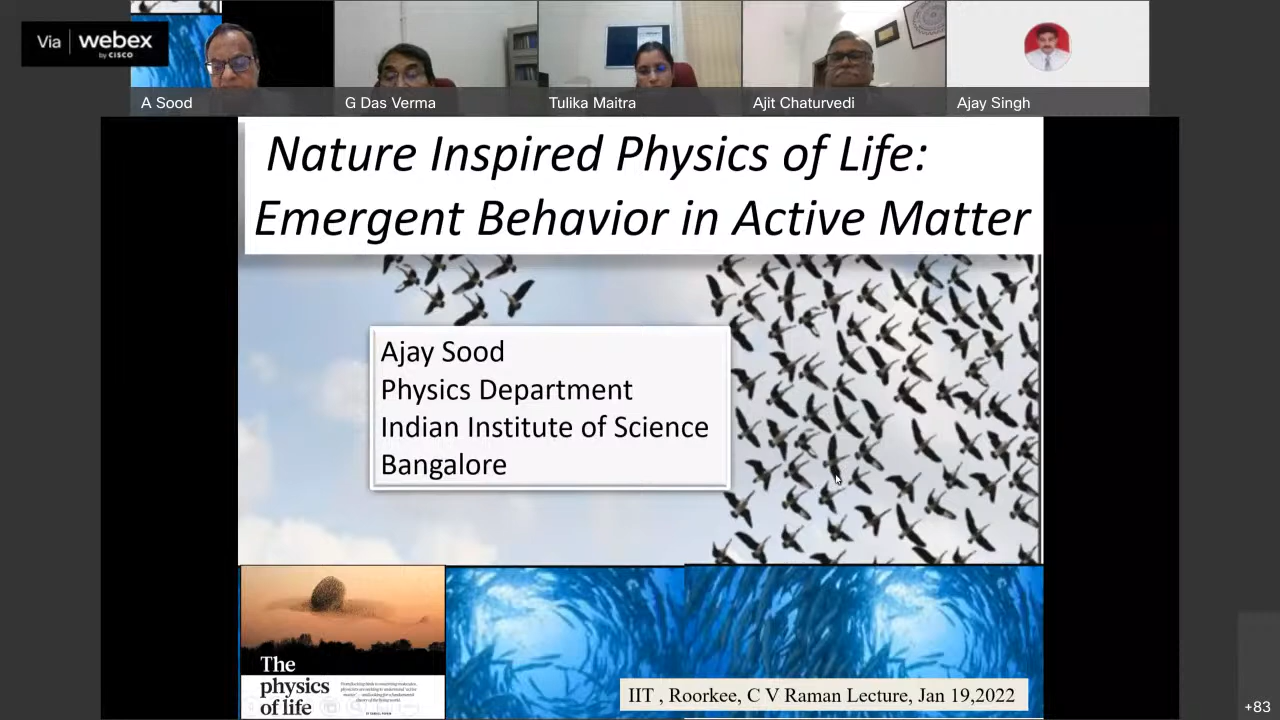 Via webex
by CISCO
A Sood
G Das Verma
Tulika Maitra
Ajit Chaturvedi
Ajay Singh
Nature Inspired Physics of Life:
Emergent Behavior in Active Matter
Ajay Sood
Physics Department
Indian Institute of Science
Bangalore
The
physics
of life
IIT , Roorkee, C V Raman Lecture, Jan 19,2022
+83